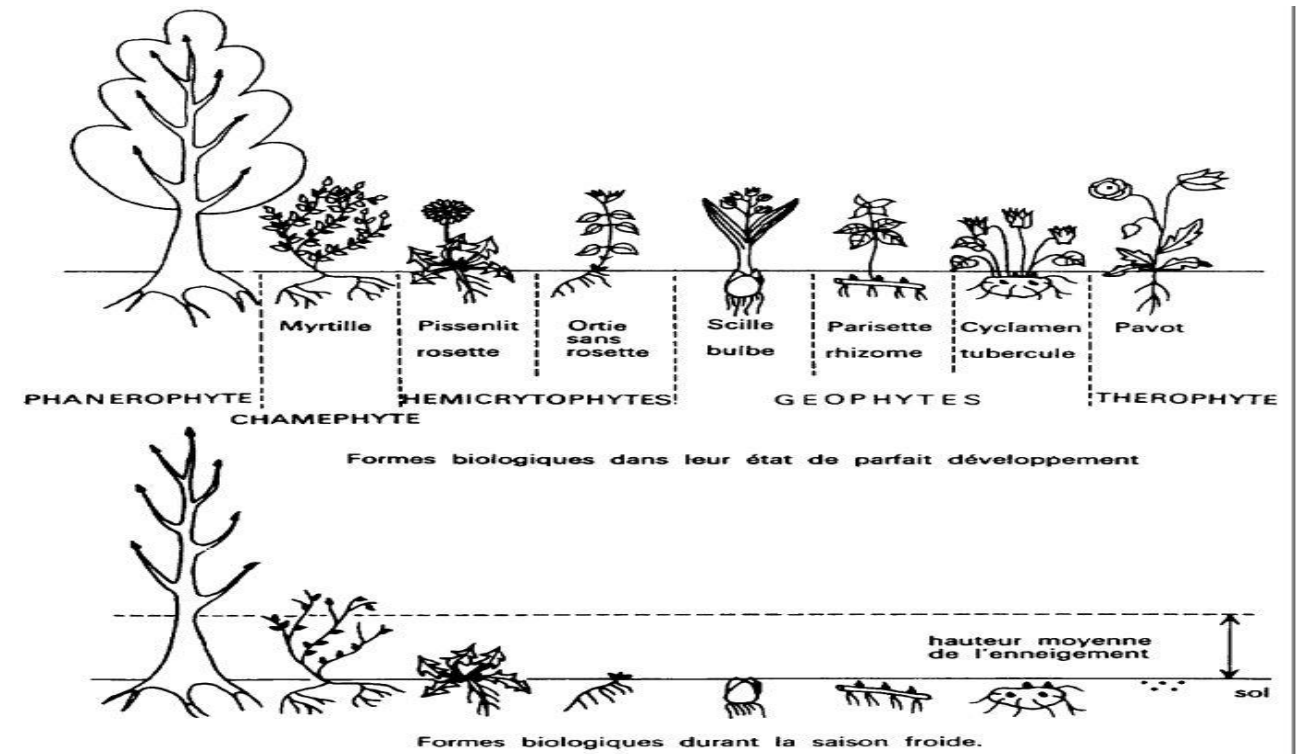 Myrtille
Pissenlit
rosette
Ortie
sans
rosette
Scille
bulbe
Parisette
rhizome
Cyclamen
tubercule
Pavot
PHANEROPHYTE
CHAMEPHYTE
HEMICRYTOPHYTES
GEOPHYTES
THEROPHYTE
Formes biologiques dans leur état de parfait développement
hauteur moyenne
de l'enneigement
sol
Formes biologiques durant la saison froide.